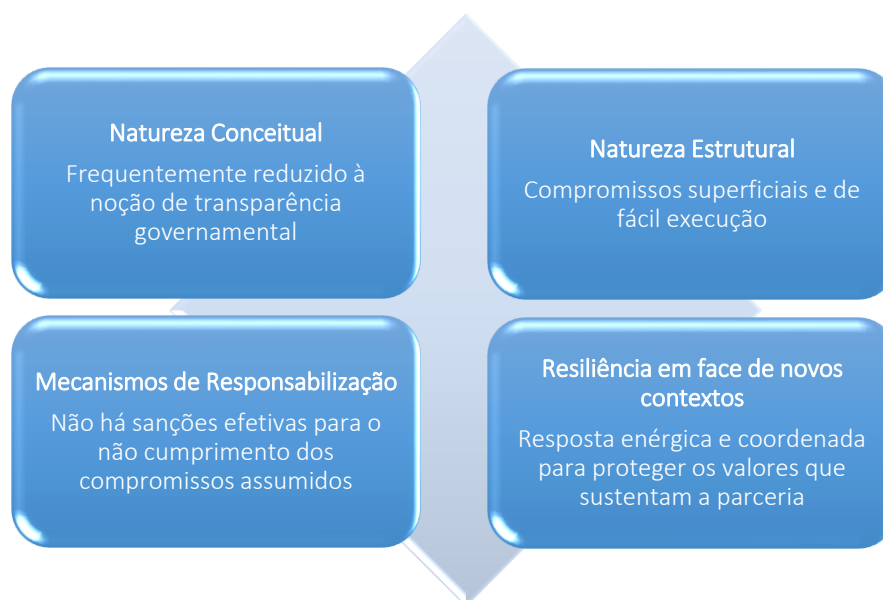 Natureza Conceitual
Frequentemente reduzido à
noção de transparência
governamental
Natureza Estrutural
Compromissos superficiais e de
fácil execução
Mecanismos de Responsabilização
Não há sanções efetivas para o
não cumprimento dos
compromissos assumidos
Resiliência em face de novos
contextos
Resposta enérgica e coordenada
para proteger os valores que
sustentam a parceria